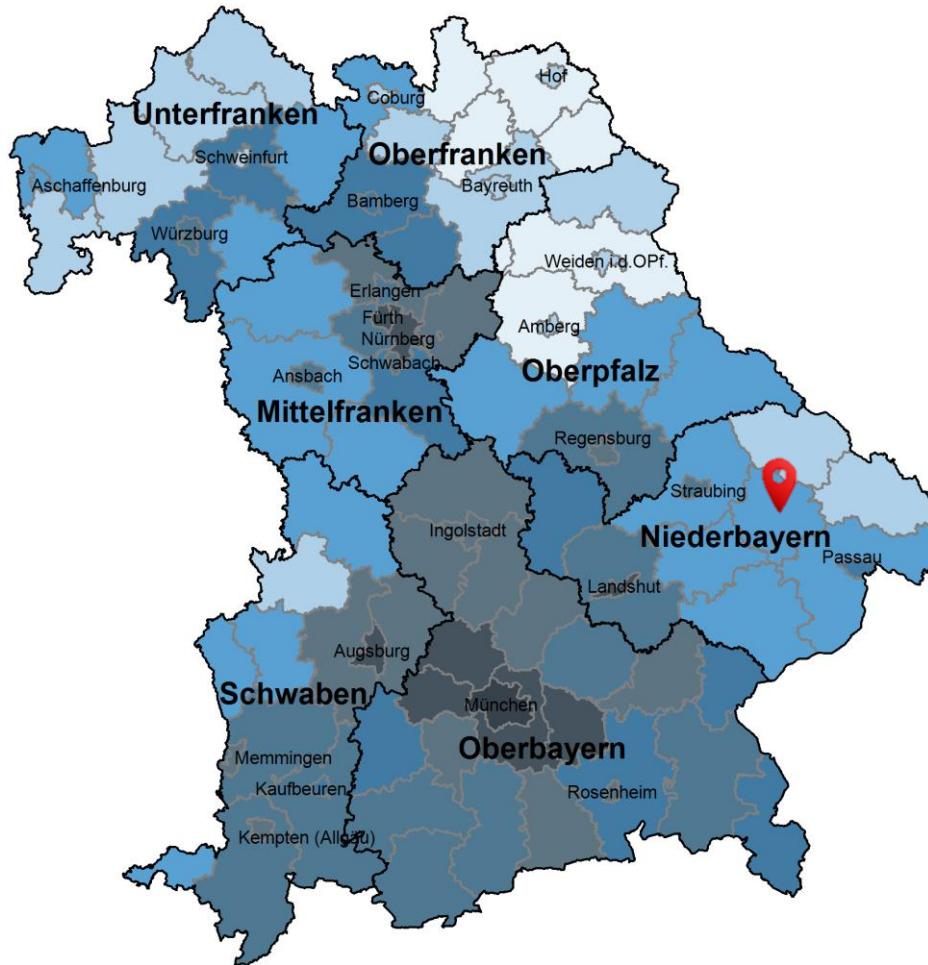 Hof
Coburg
Unterfranken
Oberfranken
Schweinfurt
Aschaffenburg
Bayreuth
Bamberg
Würzburg
Weiden i.d.OPf.
Erlangen
Fürth
Amberg
Nürnberg
Schwabach
Ansbach
Oberpfalz
Mittelfranken
Regensburg
Straubing
Ingolstadt
Niederbayern
Passau
Landshut
Augsburg
Schwaben
München
Oberbayern
Memmingen
Kaufbeuren
Rosenheim
Kempten (Allgäu)